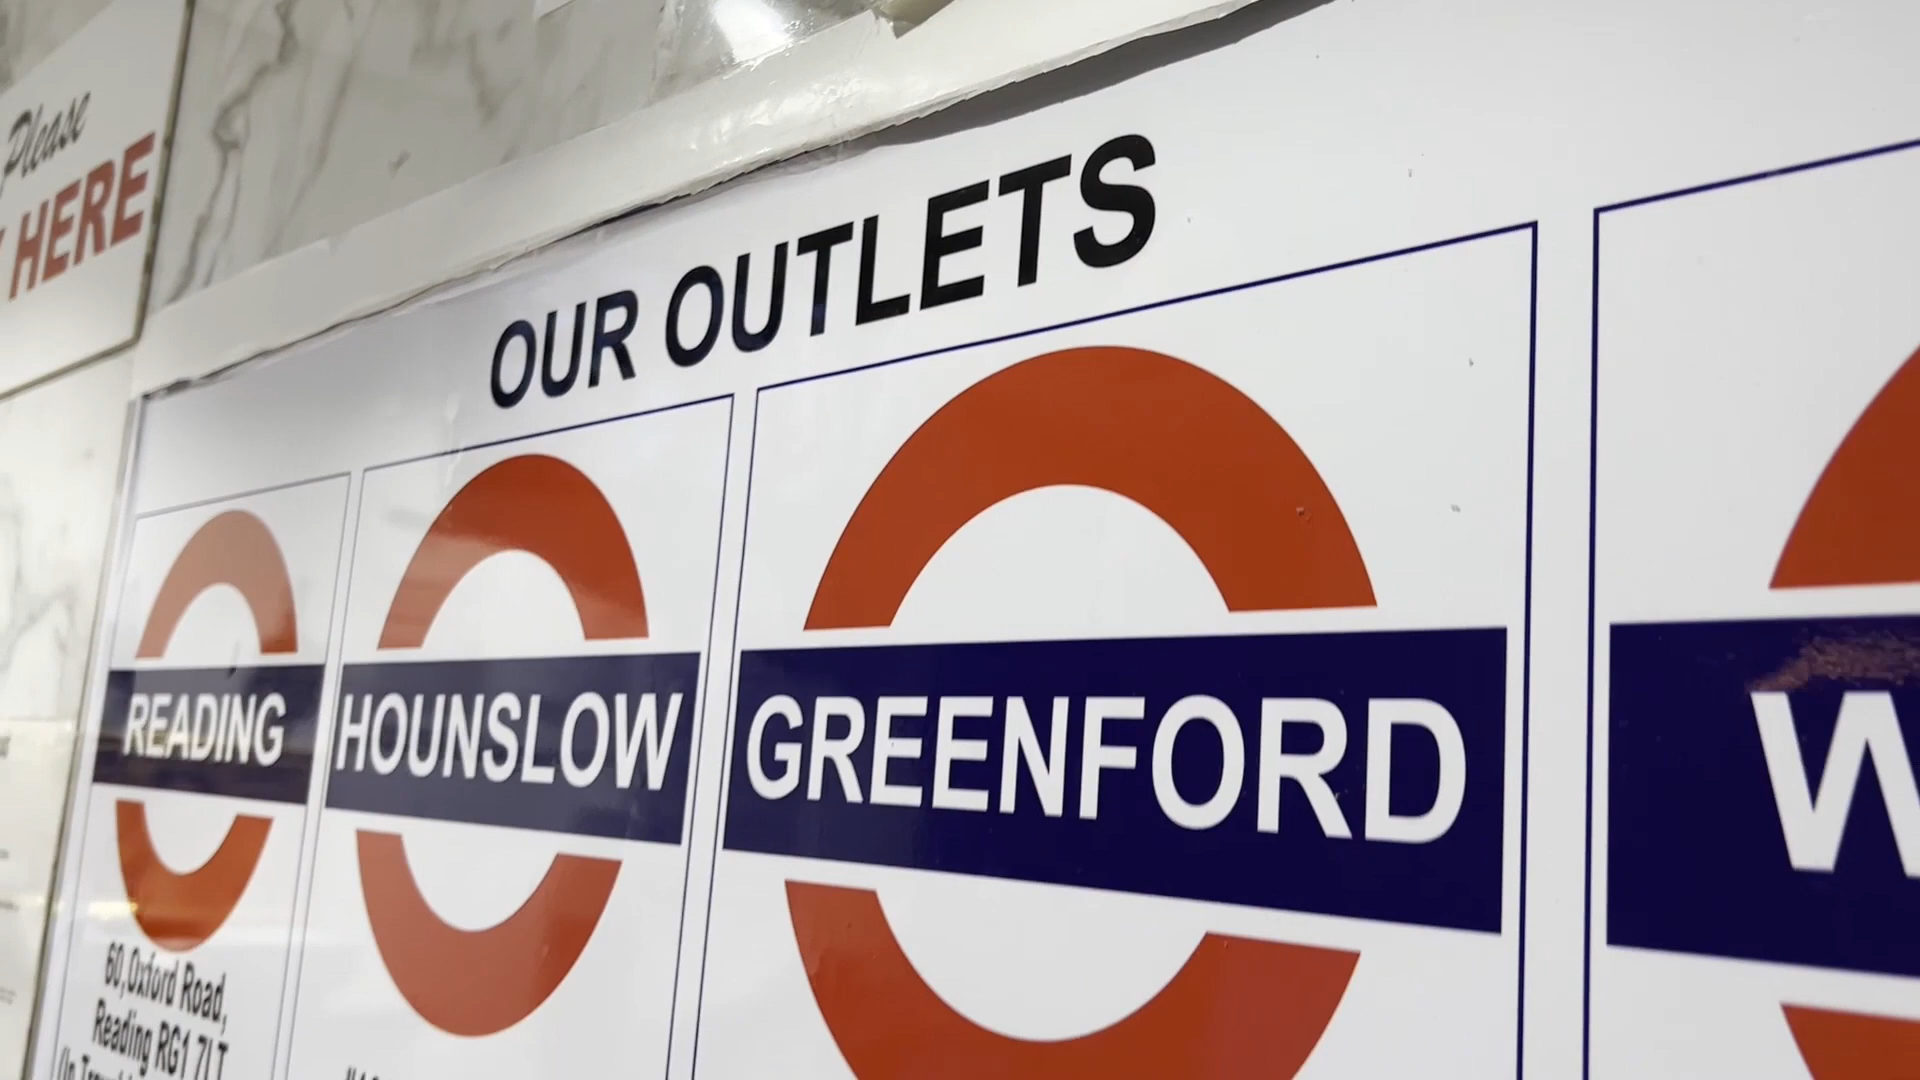 Please
HERE
OUR OUTLETS
READING
HOUNSLOW
GREENFORD
W
60,Oxford Road,
Reading RG1 7LT